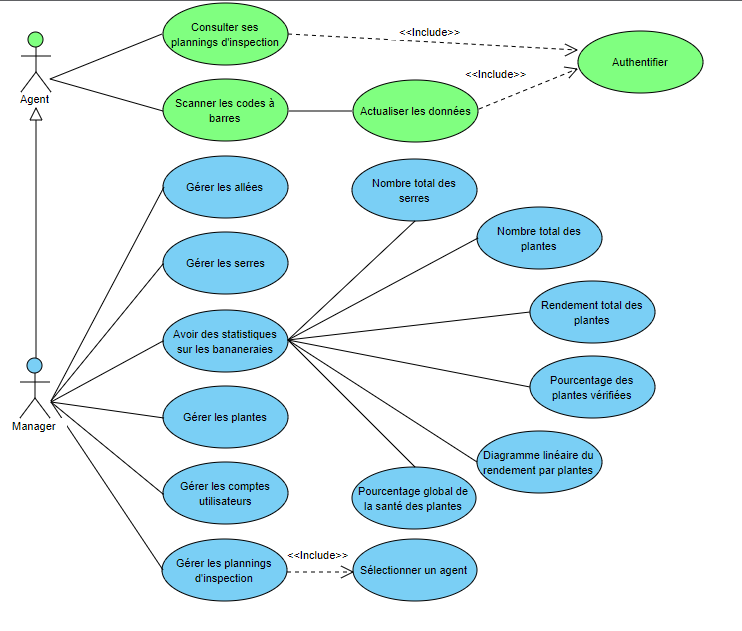 Consulter ses
plannings d'inspection
<<Include>>
Authentifier
<<Include>>
Agent
Scanner les codes à
barres
Actualiser les données
Gérer les allées
Nombre total des
serres
Nombre total des
plantes
Gérer les serres
Rendement total des
plantes
Avoir des statistiques
sur les bananeraies
Pourcentage des
plantes vérifiées
Manager
Gérer les plantes
Diagramme linéaire du
rendement par plantes
Gérer les comptes
utilisateurs
Pourcentage global de
la santé des plantes
<<Include>>
Gérer les plannings
d'inspection
Sélectionner un agent